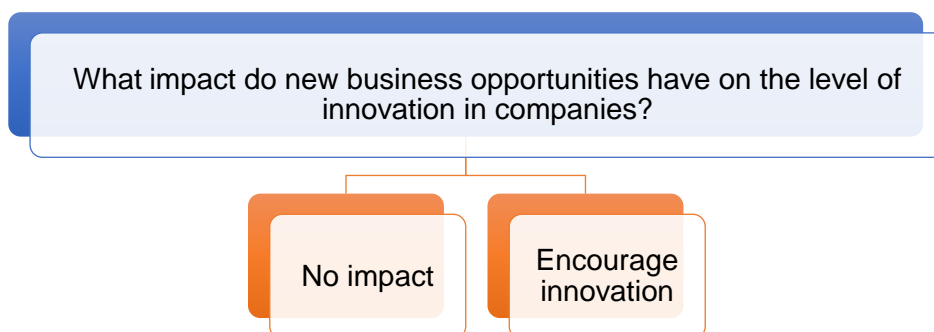 What impact do new business opportunities have on the level of
innovation in companies?
No impact
Encourage
innovation